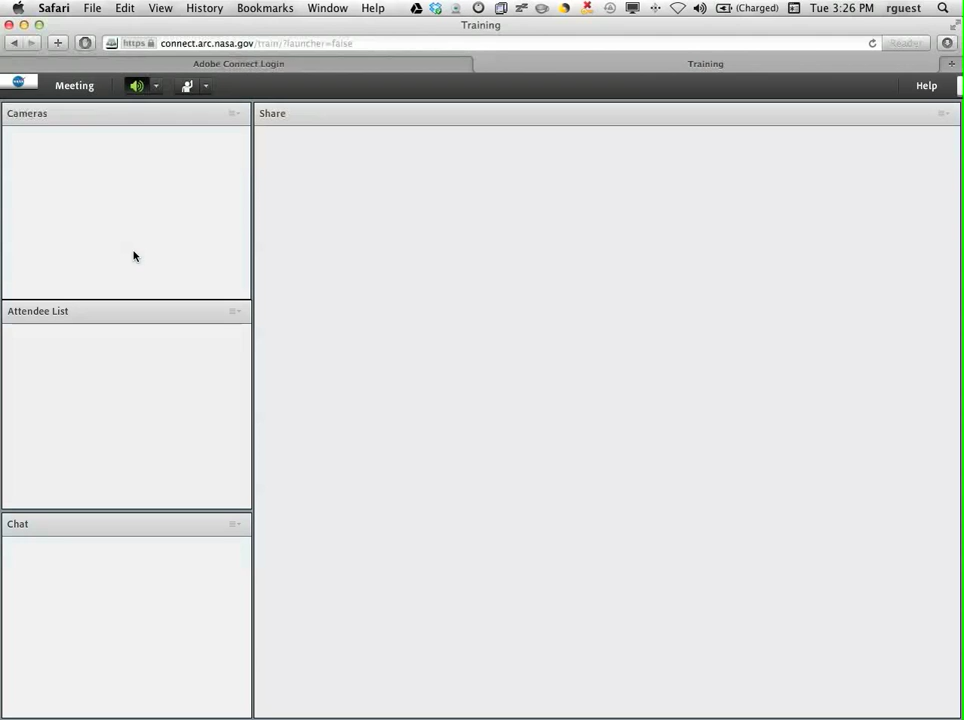 Safari File Edit View History Bookmarks Window Help (Charged) Tue 3:26 PM rguest
Training
https connect.arc.nasa.gov/train/?launcher=false Reader
Adobe Connect Login Training
Meeting Help
Cameras Share
Attendee List
Chat